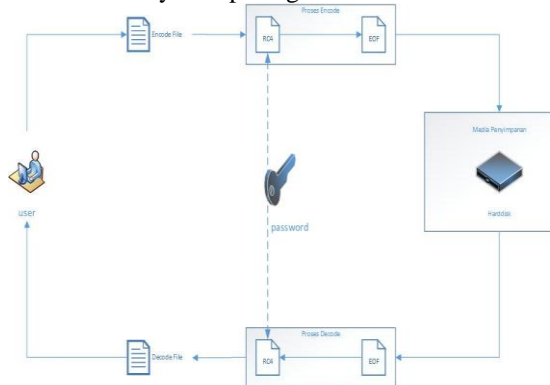 Proses Encode
Encode File
RC4
EOF
Media Penyimpanan
Harddisk
user
password
Proses Decode
Decode File
RC4
EOF